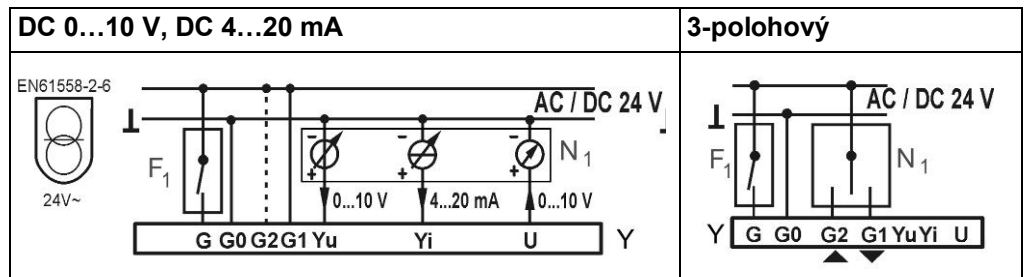 DC 0…10 V, DC 4…20 mA
3-polohový
EN61558-2-6
24V~
AC / DC 24 V
F1
N1
0...10 V
4...20 mA
0...10 V
G G0 G2 G1 Yu Yi U
Y
AC / DC 24 V
F1
N1
Y
G G0 G2 G1 Yu Yi U